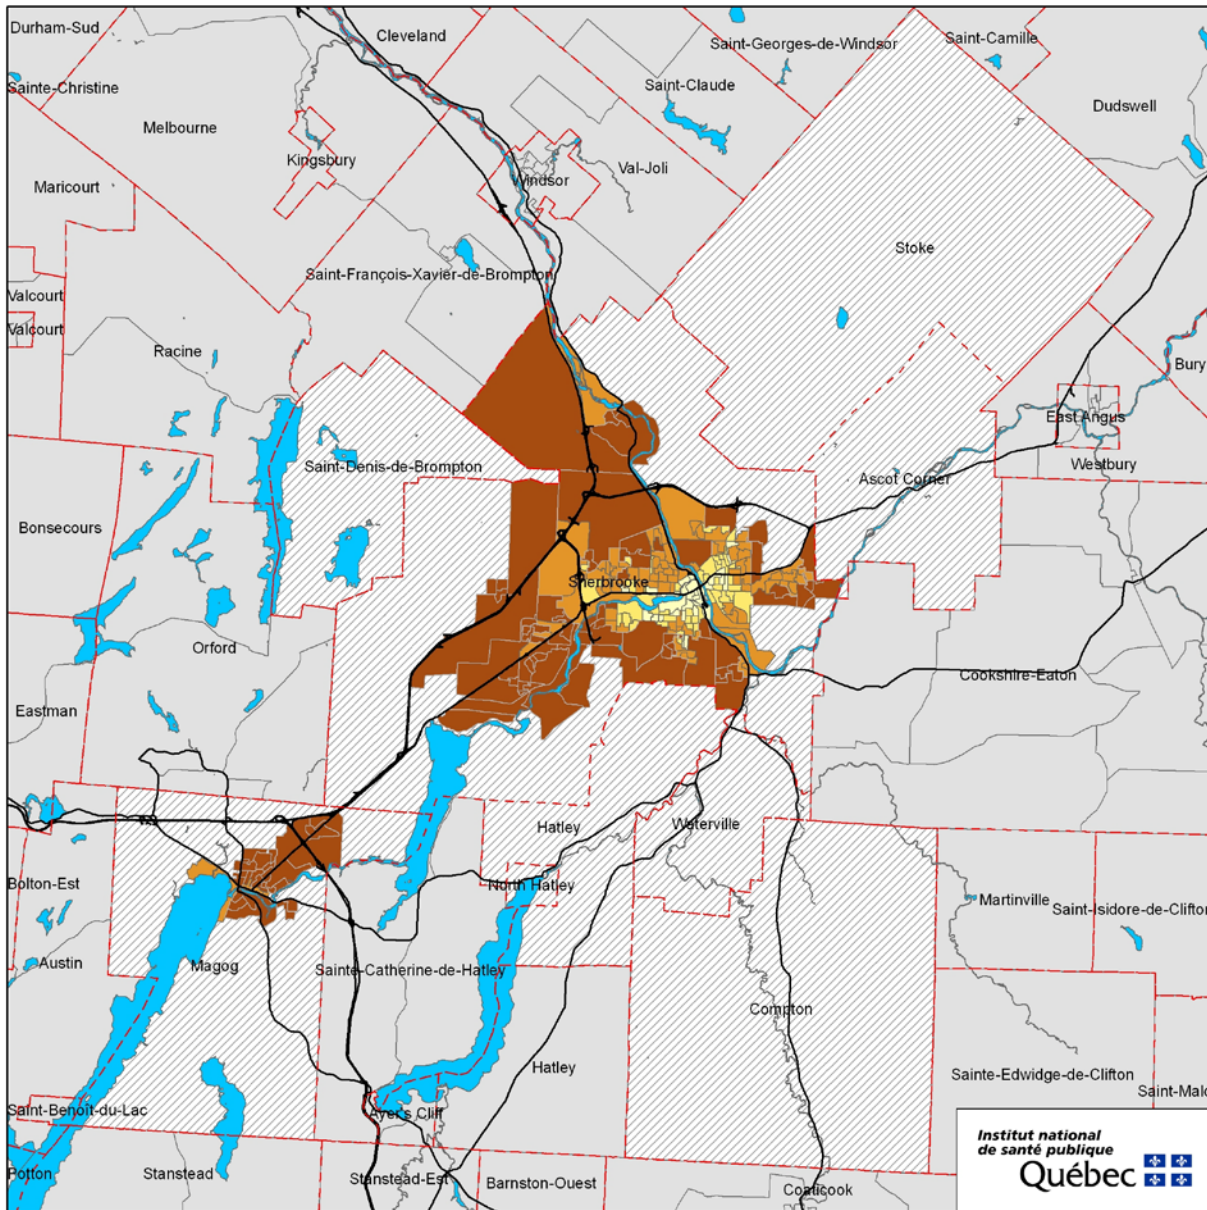 Durham-Sud
Cleveland
Saint-Georges-de-Windsor
Saint-Camille
Sainte-Christine
Saint-Claude
Dudswell
Melbourne
Kingsbury
Windsor
Val-Joli
Maricourt
Stoke
Saint-François-Xavier-de-Brompton
Valcourt
Valcourt
Racine
Bury
East Angus
Saint-Denis-de-Brompton
Westbury
Ascot Corner
Bonsecours
Sherbrooke
Orford
Cookshire-Eaton
Eastman
Hatley
Waterville
Bolton-Est
North Hatley
Martinville
Saint-Isidore-de-Clifton
Austin
Magog
Sainte-Catherine-de-Hatley
Compton
Hatley
Sainte-Edwidge-de-Clifton
Saint-Malo
Saint-Benoît-du-Lac
Ayer's Cliff
Potton
Stanstead
Stanstead-Est
Barnston-Ouest
Coaticook
Institut national
de santé publique
Québec